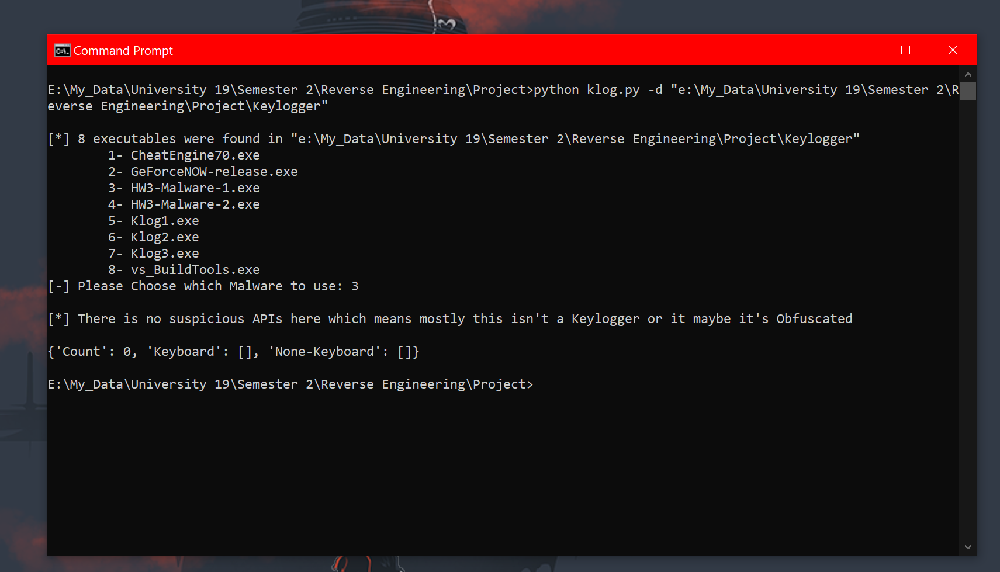 Command Prompt
E:\My_Data\University 19\Semester 2\Reverse Engineering\Project>python klog.py -d "e:\My_Data\University 19\Semester 2\R
everse Engineering\Project\Keylogger"
[*] 8 executables were found in "e:\My_Data\University 19\Semester 2\Reverse Engineering\Project\Keylogger"
1- CheatEngine70.exe
2- GeForceNOW-release.exe
3- HW3-Malware-1.exe
4- HW3-Malware-2.exe
5- Klog1.exe
6- Klog2.exe
7- Klog3.exe
8- vs_BuildTools.exe
[-] Please Choose which Malware to use: 3
[*] There is no suspicious APIs here which means mostly this isn't a Keylogger or it maybe it's Obfuscated
{'Count': 0, 'Keyboard': [], 'None-Keyboard': []}
E:\My_Data\University 19\Semester 2\Reverse Engineering\Project>